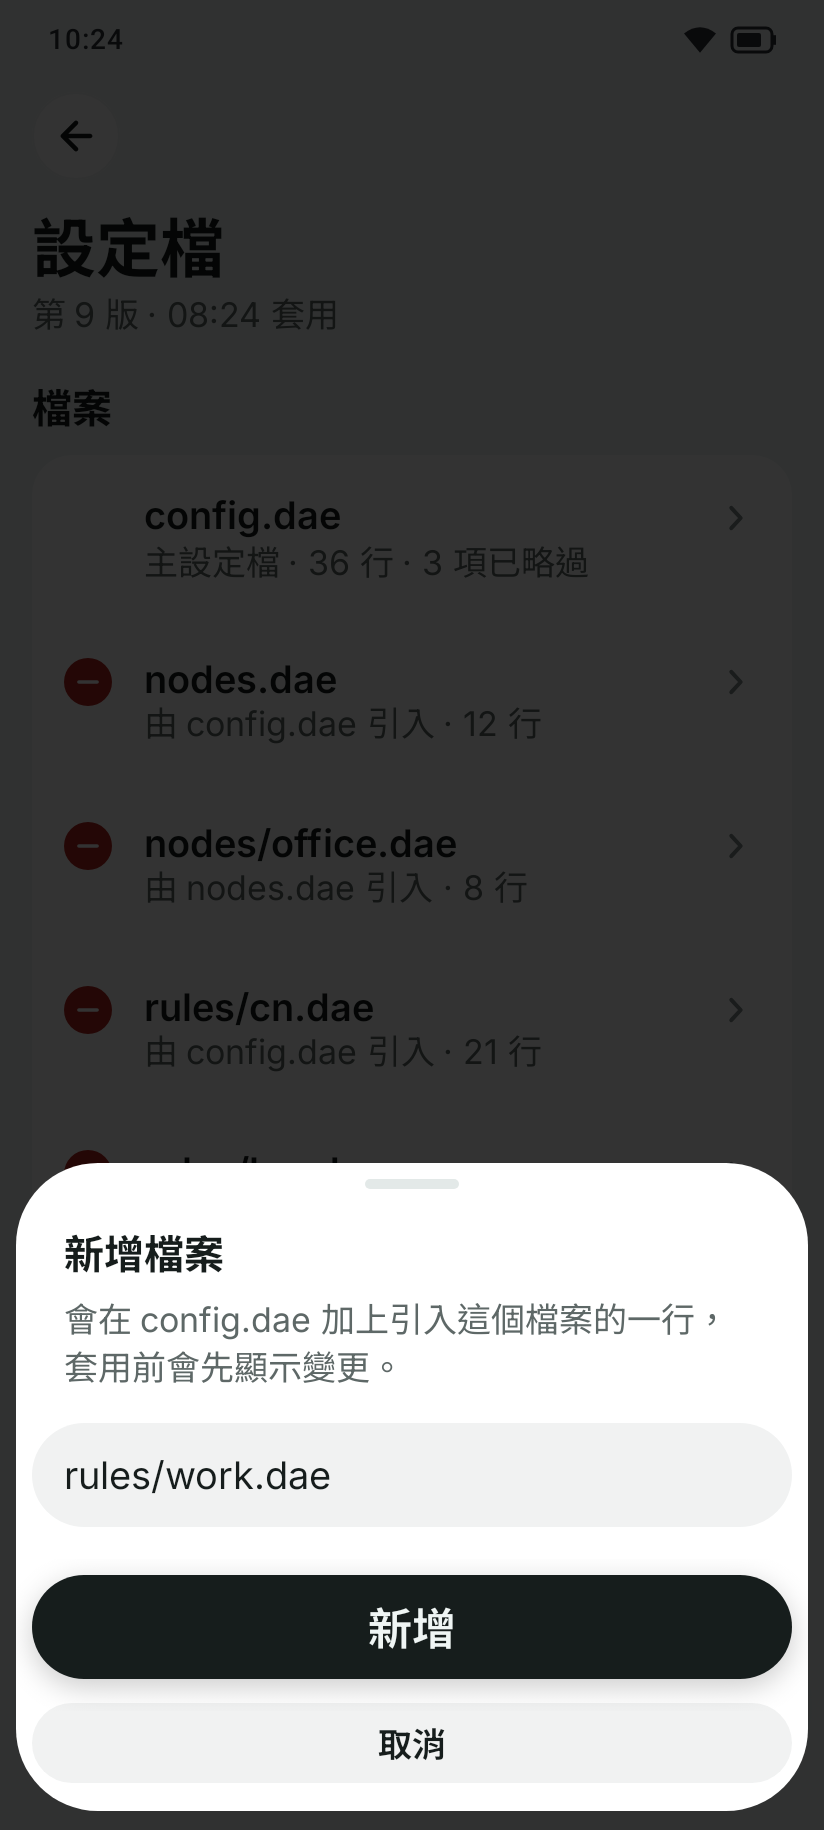 10:24
設定檔
第 9 版 · 08:24 套用
檔案
config.dae
主設定檔 · 36 行 · 3 項已略過
nodes.dae
由 config.dae 引入 · 12 行
nodes/office.dae
由 nodes.dae 引入 · 8 行
rules/cn.dae
由 config.dae 引入 · 21 行
新增檔案
會在 config.dae 加上引入這個檔案的一行，
套用前會先顯示變更。
rules/work.dae
新增
取消